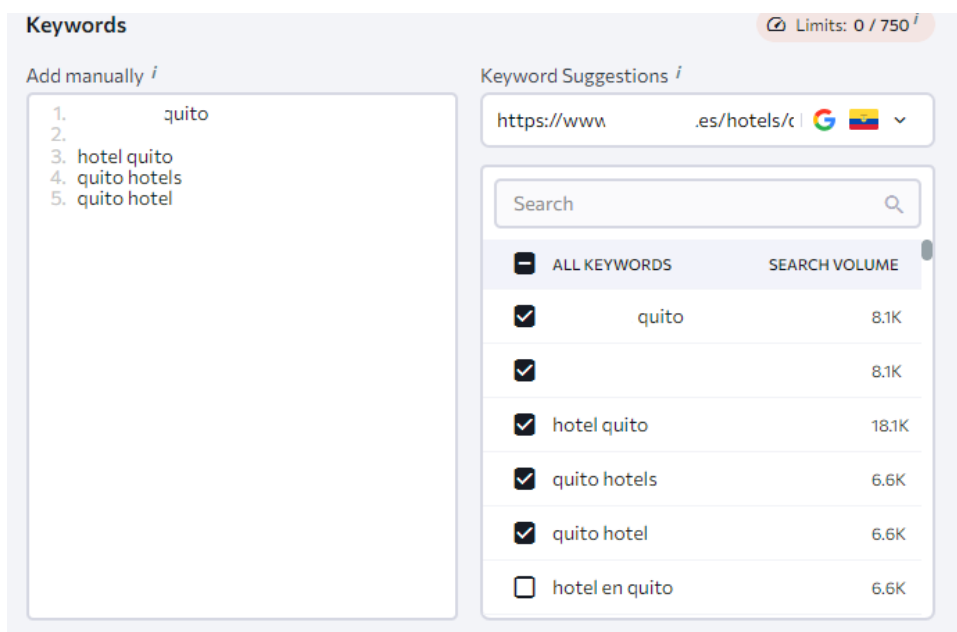 Keywords
Limits: 0 / 750 i
Add manually i
Keyword Suggestions i
1. quito
2.
3. hotel quito
4. quito hotels
5. quito hotel
https://www .es/hotels/
Search
ALL KEYWORDS SEARCH VOLUME
quito 8.1K
8.1K
hotel quito 18.1K
quito hotels 6.6K
quito hotel 6.6K
hotel en quito 6.6K